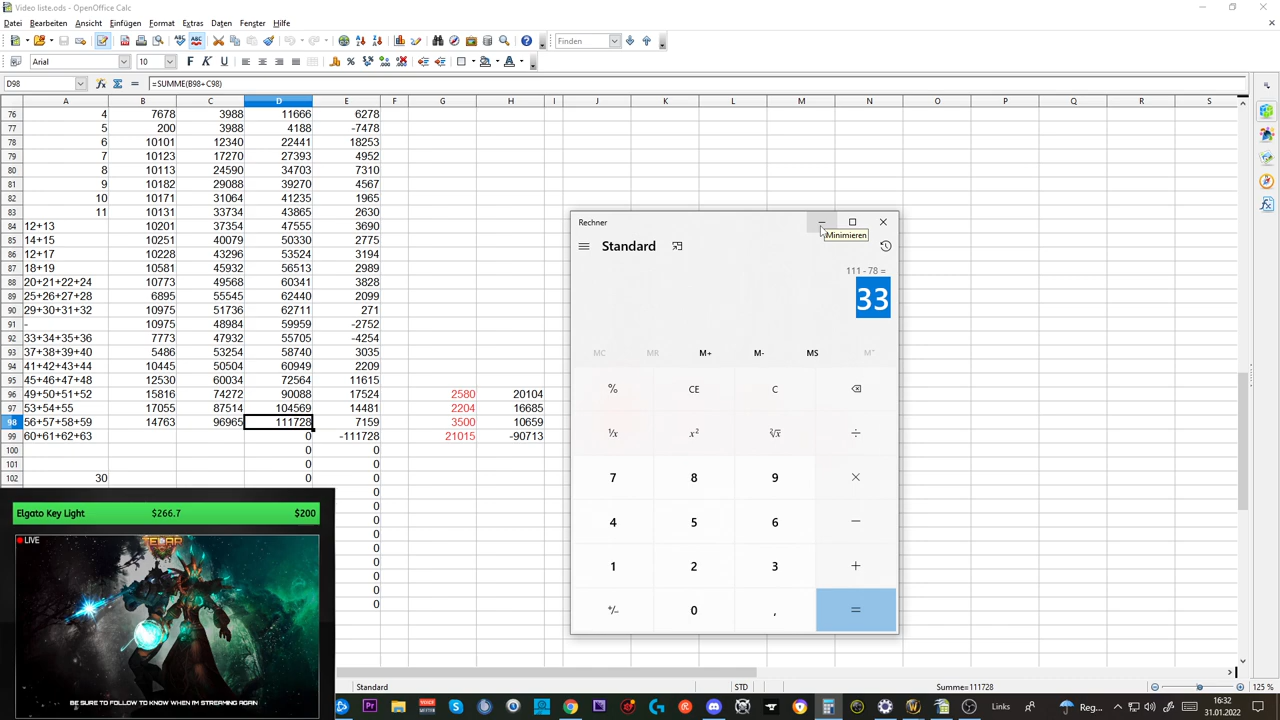 Video liste.ods - OpenOffice Calc
Datei Bearbeiten Ansicht Einfügen Format Extras Daten Fenster Hilfe
Finden
Arial 10 F K U
D98 =SUMME(B98+C98)
A B C D E F G H I J K L M N O P Q R S
76 4 7678 3988 11666 6278
77 5 200 3988 4188 -7478
78 6 10101 12340 22441 18253
79 7 10123 17270 27393 4952
80 8 10113 24590 34703 7310
81 9 10182 29088 39270 4567
82 10 10171 31064 41235 1965
83 11 10131 33734 43865 2630
84 12+13 10201 37354 47555 3690
85 14+15 10251 40079 50330 2775
86 12+17 10228 43296 53524 3194
87 18+19 10581 45932 56513 2989
88 20+21+22+24 10773 49568 60341 3828
89 25+26+27+28 6895 55545 62440 2099
90 29+30+31+32 10975 51736 62711 271
91 - 10975 48984 59959 -2752
92 33+34+35+36 7773 47932 55705 -4254
93 37+38+39+40 5486 53254 58740 3035
94 41+42+43+44 10445 50504 60949 2209
95 45+46+47+48 12530 60034 72564 11615
96 49+50+51+52 15816 74272 90088 17524 2580 20104
97 53+54+55 17055 87514 104569 14481 2204 16685
98 56+57+58+59 14763 96965 111728 7159 3500 10659
99 60+61+62+63 0 -111728 21015 -90713
100 0 0
101 0 0
102 30 0 0
0
0
0
0
0
0
0
0
0
Rechner
Minimieren
Standard
111 - 78 =
33
MC MR M+ M- MS M˅
% CE C
¹/x x² ²√x ÷
7 8 9 ×
4 5 6 −
1 2 3 +
+/− 0 , =
Elgato Key Light $266.7 $200
LIVE
BE SURE TO FOLLOW TO KNOW WHEN I'M STREAMING AGAIN
Standard STD Summe=111728 125 %
Links Reg... 16:32
31.01.2022